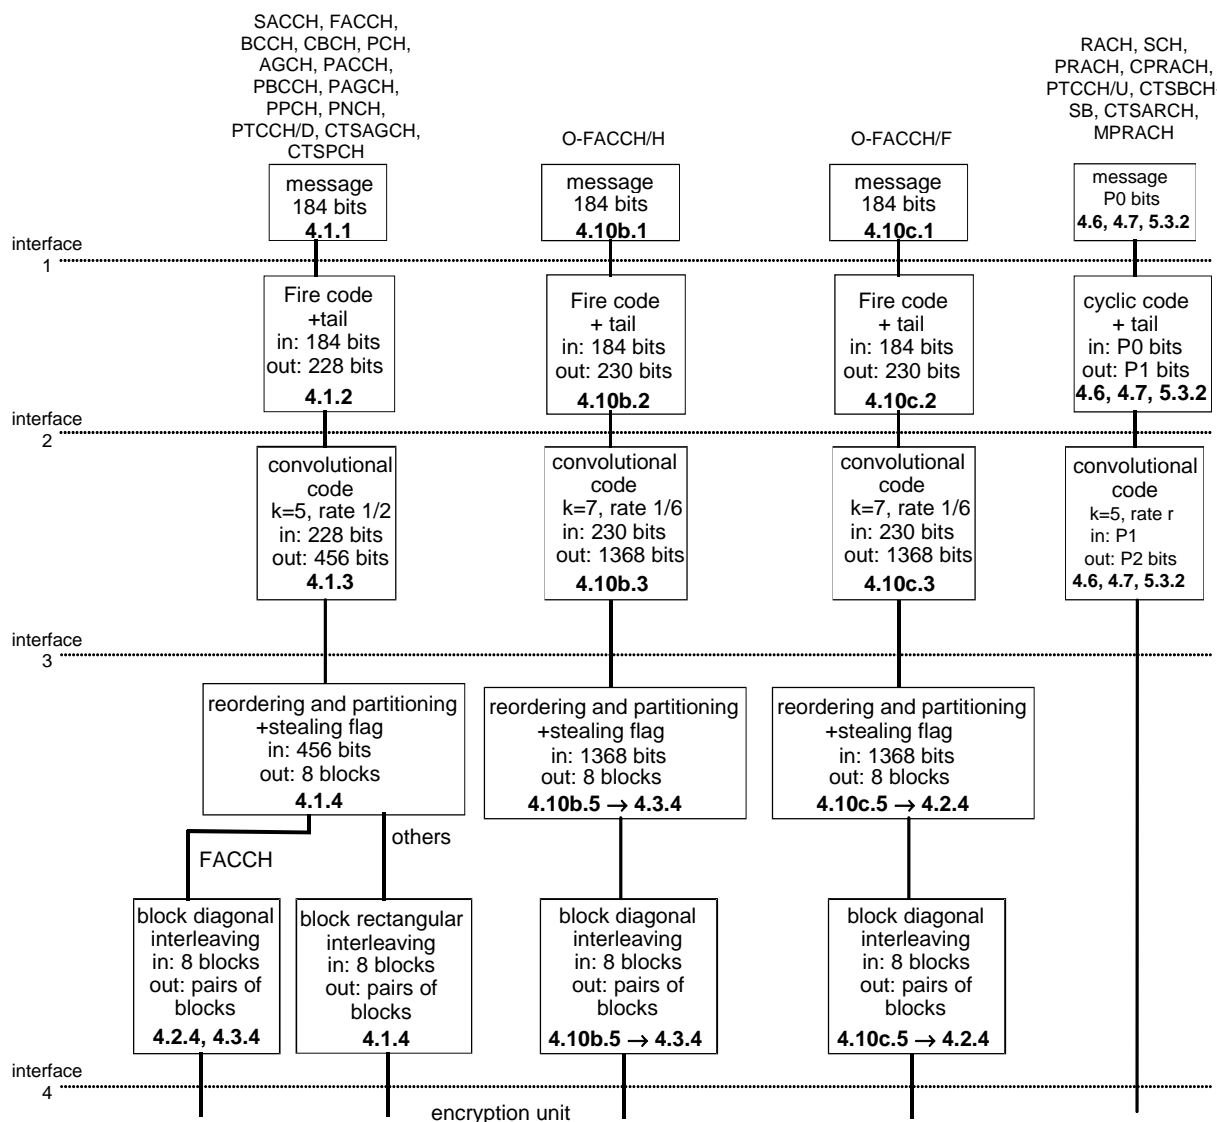 SACCH, FACCH,
BCCH, CBCH, PCH,
AGCH, PACCH,
PBCCH, PAGCH,
PPCH, PNCH,
PTCCH/D, CTSAGCH,
CTSPCH
O-FACCH/H
O-FACCH/F
RACH, SCH,
PRACH, CPRACH,
PTCCH/U, CTSBCH-
SB, CTSARCH,
MPRACH
message
184 bits
4.1.1
message
184 bits
4.10b.1
message
184 bits
4.10c.1
message
P0 bits
4.6, 4.7, 5.3.2
interface
1
Fire code
+tail
in: 184 bits
out: 228 bits
4.1.2
Fire code
+ tail
in: 184 bits
out: 230 bits
4.10b.2
Fire code
+ tail
in: 184 bits
out: 230 bits
4.10c.2
cyclic code
+ tail
in: P0 bits
out: P1 bits
4.6, 4.7, 5.3.2
interface
2
convolutional
code
k=5, rate 1/2
in: 228 bits
out: 456 bits
4.1.3
convolutional
code
k=7, rate 1/6
in: 230 bits
out: 1368 bits
4.10b.3
convolutional
code
k=7, rate 1/6
in: 230 bits
out: 1368 bits
4.10c.3
convolutional
code
k=5, rate r
in: P1
out: P2 bits
4.6, 4.7, 5.3.2
interface
3
reordering and partitioning
+stealing flag
in: 456 bits
out: 8 blocks
4.1.4
reordering and partitioning
+stealing flag
in: 1368 bits
out: 8 blocks
4.10b.5 → 4.3.4
reordering and partitioning
+stealing flag
in: 1368 bits
out: 8 blocks
4.10c.5 → 4.2.4
FACCH
others
block diagonal
interleaving
in: 8 blocks
out: pairs of
blocks
4.2.4, 4.3.4
block rectangular
interleaving
in: 8 blocks
out: pairs of
blocks
4.1.4
block diagonal
interleaving
in: 8 blocks
out: pairs of
blocks
4.10b.5 → 4.3.4
block diagonal
interleaving
in: 8 blocks
out: pairs of
blocks
4.10c.5 → 4.2.4
interface
4
encryption unit